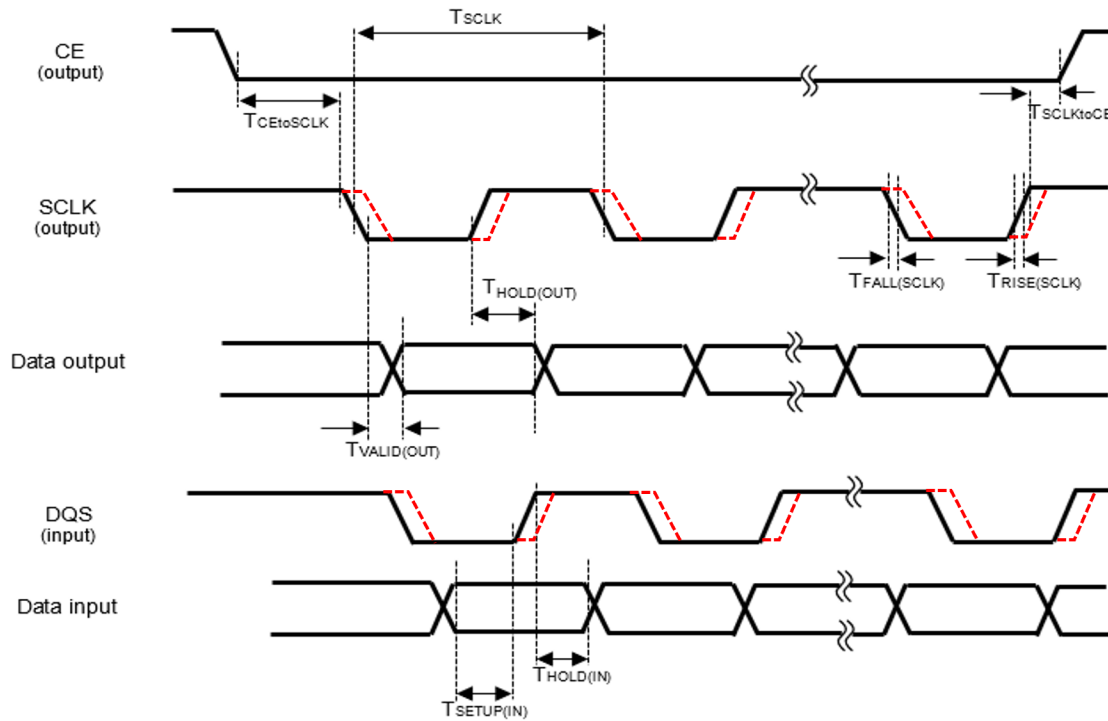 TSCLK
CE
(output)
TCEtoSCLK
TSCLKtoCE
SCLK
(output)
TFALL(SCLK)
TRISE(SCLK)
THOLD(OUT)
Data output
TVALID(OUT)
DQS
(input)
Data input
THOLD(IN)
TSETUP(IN)